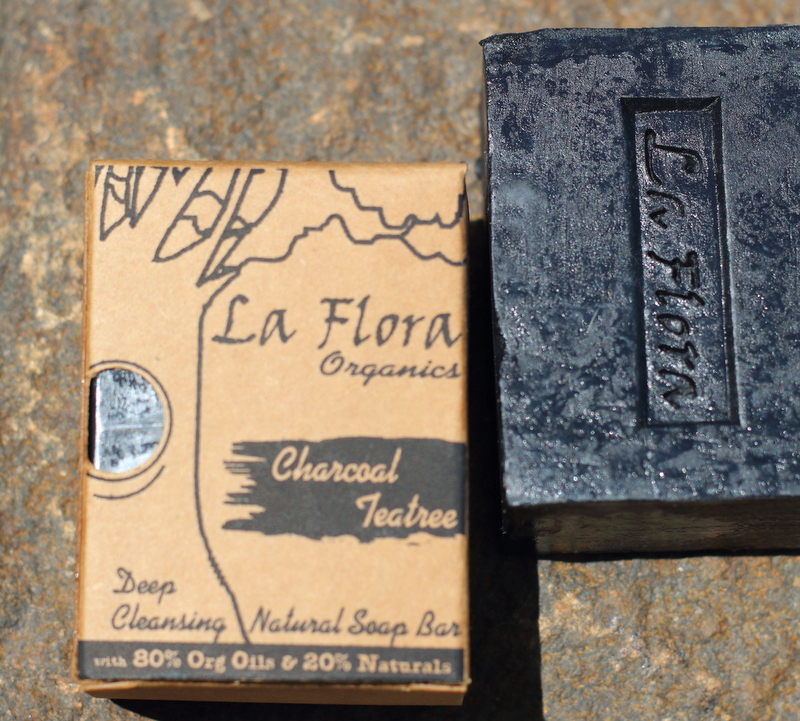 La Flora
Organics
Charcoal
Teatree
Deep
Cleansing Natural Soap Bar
with 80% Org Oils & 20% Naturals
La Flora